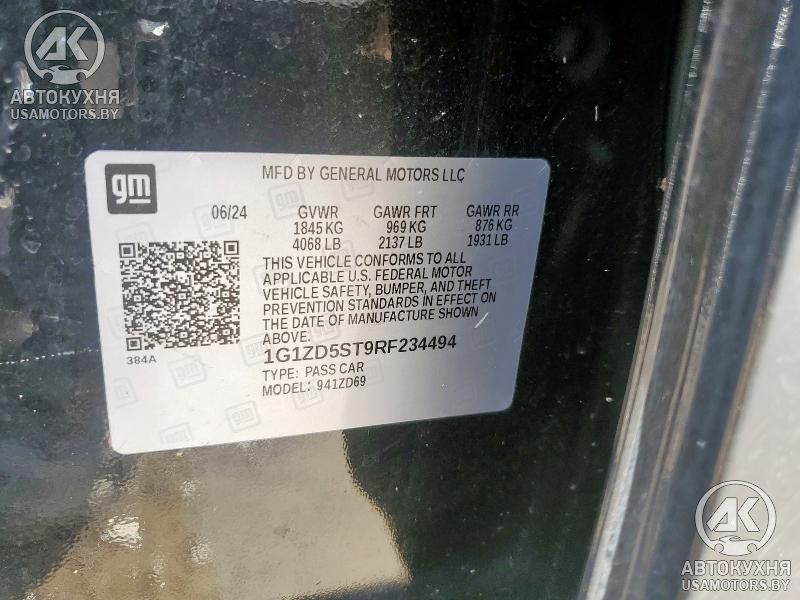 AK
АВТОКУХНЯ
USAMOTORS.BY
gm
MFD BY GENERAL MOTORS LLC
06/24 GVWR GAWR FRT GAWR RR
1845 KG 969 KG 876 KG
4068 LB 2137 LB 1931 LB
THIS VEHICLE CONFORMS TO ALL
APPLICABLE U.S. FEDERAL MOTOR
VEHICLE SAFETY, BUMPER, AND THEFT
PREVENTION STANDARDS IN EFFECT ON
THE DATE OF MANUFACTURE SHOWN
ABOVE.
384A
1G1ZD5ST9RF234494
TYPE: PASS CAR
MODEL: 941ZD69
AK
АВТОКУХНЯ
USAMOTORS.BY